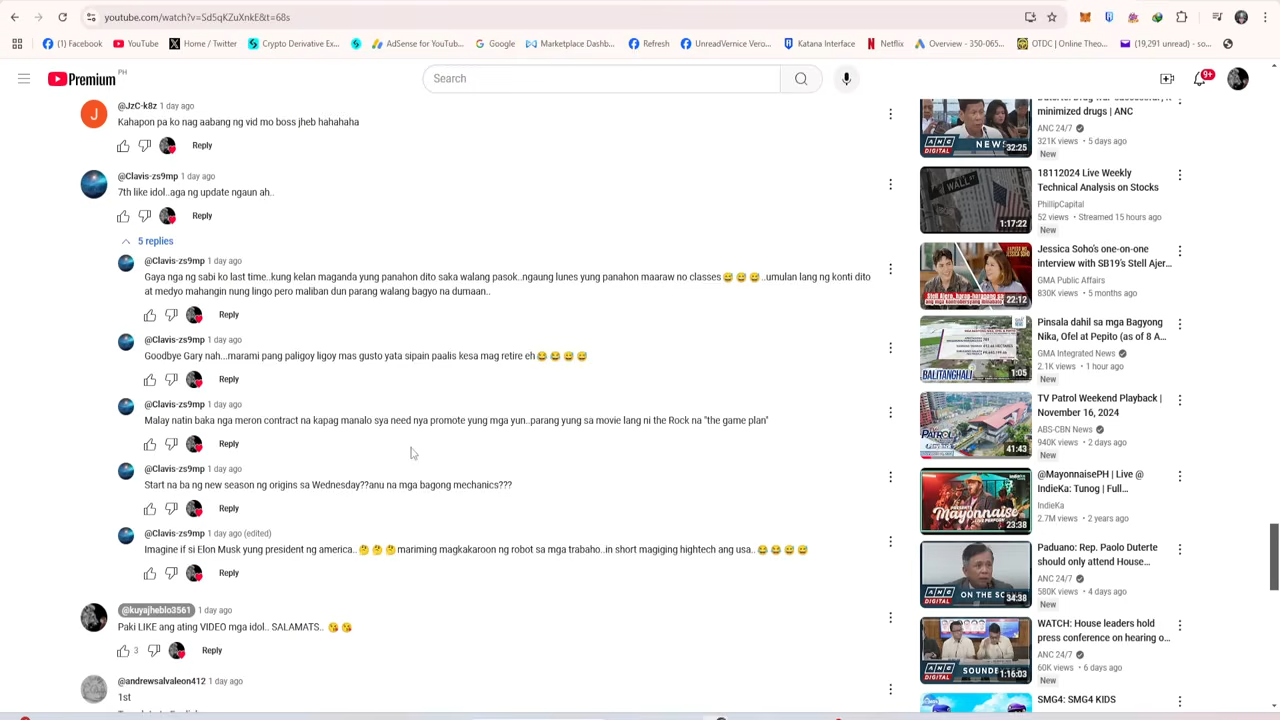 youtube.com/watch?v=Sd5qKZuXnkE&t=68s
(1) Facebook
YouTube
Home / Twitter
Crypto Derivative Ex...
AdSense for YouTub...
Google
Marketplace Dashb...
Refresh
UnreadVernice Vero...
Katana Interface
Netflix
Overview - 350-065...
OTDC | Online Theo...
(19,291 unread) - so...
Premium PH
Search
9+
J
@JzC-k8z 1 day ago
Kahapon pa ko nag aabang ng vid mo boss jheb hahahaha
Reply
@Clavis-zs9mp 1 day ago
7th like idol..aga ng update ngaun ah..
Reply
5 replies
@Clavis-zs9mp 1 day ago
Gaya nga ng sabi ko last time..kung kelan maganda yung panahon dito saka walang pasok..ngaung lunes yung panahon maaraw no classes😅 😅 😅..umulan lang ng konti dito
at medyo mahangin nung lingo pero maliban dun parang walang bagyo na dumaan..
Reply
@Clavis-zs9mp 1 day ago
Goodbye Gary nah...marami pang paligoy ligoy mas gusto yata sipain paalis kesa mag retire eh😂 😂 😅 😅
Reply
@Clavis-zs9mp 1 day ago
Malay natin baka nga meron contract na kapag manalo sya need nya promote yung mga yun..parang yung sa movie lang ni the Rock na "the game plan"
Reply
@Clavis-zs9mp 1 day ago
Start na ba ng new season ng origins sa Wednesday??anu na mga bagong mechanics???
Reply
@Clavis-zs9mp 1 day ago (edited)
Imagine if si Elon Musk yung president ng america..🤔 🤔 🤔mariming magkakaroon ng robot sa mga trabaho..in short magiging hightech ang usa..😂 😂 😅 😅
Reply
@kuyajheblo3561 1 day ago
Paki LIKE ang ating VIDEO mga idol.. SALAMATS.. 😘 😘
3 Reply
@andrewsalvaleon412 1 day ago
1st
minimized drugs | ANC
ANC 24/7
321K views • 5 days ago
New
ANC DIGITAL NEWS
32:25
18112024 Live Weekly
Technical Analysis on Stocks
PhillipCapital
52 views • Streamed 15 hours ago
New
WALL ST
1:17:22
Jessica Soho's one-on-one
interview with SB19's Stell Ajer...
GMA Public Affairs
830K views • 5 months ago
22:12
Pinsala dahil sa mga Bagyong
Nika, Ofel at Pepito (as of 8 A...
GMA Integrated News
2.1K views • 1 hour ago
New
BALITANGHALI
1:05
TV Patrol Weekend Playback |
November 16, 2024
ABS-CBN News
940K views • 2 days ago
New
41:43
@MayonnaisePH | Live @
IndieKa: Tunog | Full...
IndieKa
2.7M views • 2 years ago
Mayonnaise
23:38
Paduano: Rep. Paolo Duterte
should only attend House...
ANC 24/7
580K views • 4 days ago
New
ANC DIGITAL ON THE SC
34:38
WATCH: House leaders hold
press conference on hearing o...
ANC 24/7
60K views • 6 days ago
New
ANC DIGITAL SOUNDB
1:16:03
SMG4: SMG4 KIDS